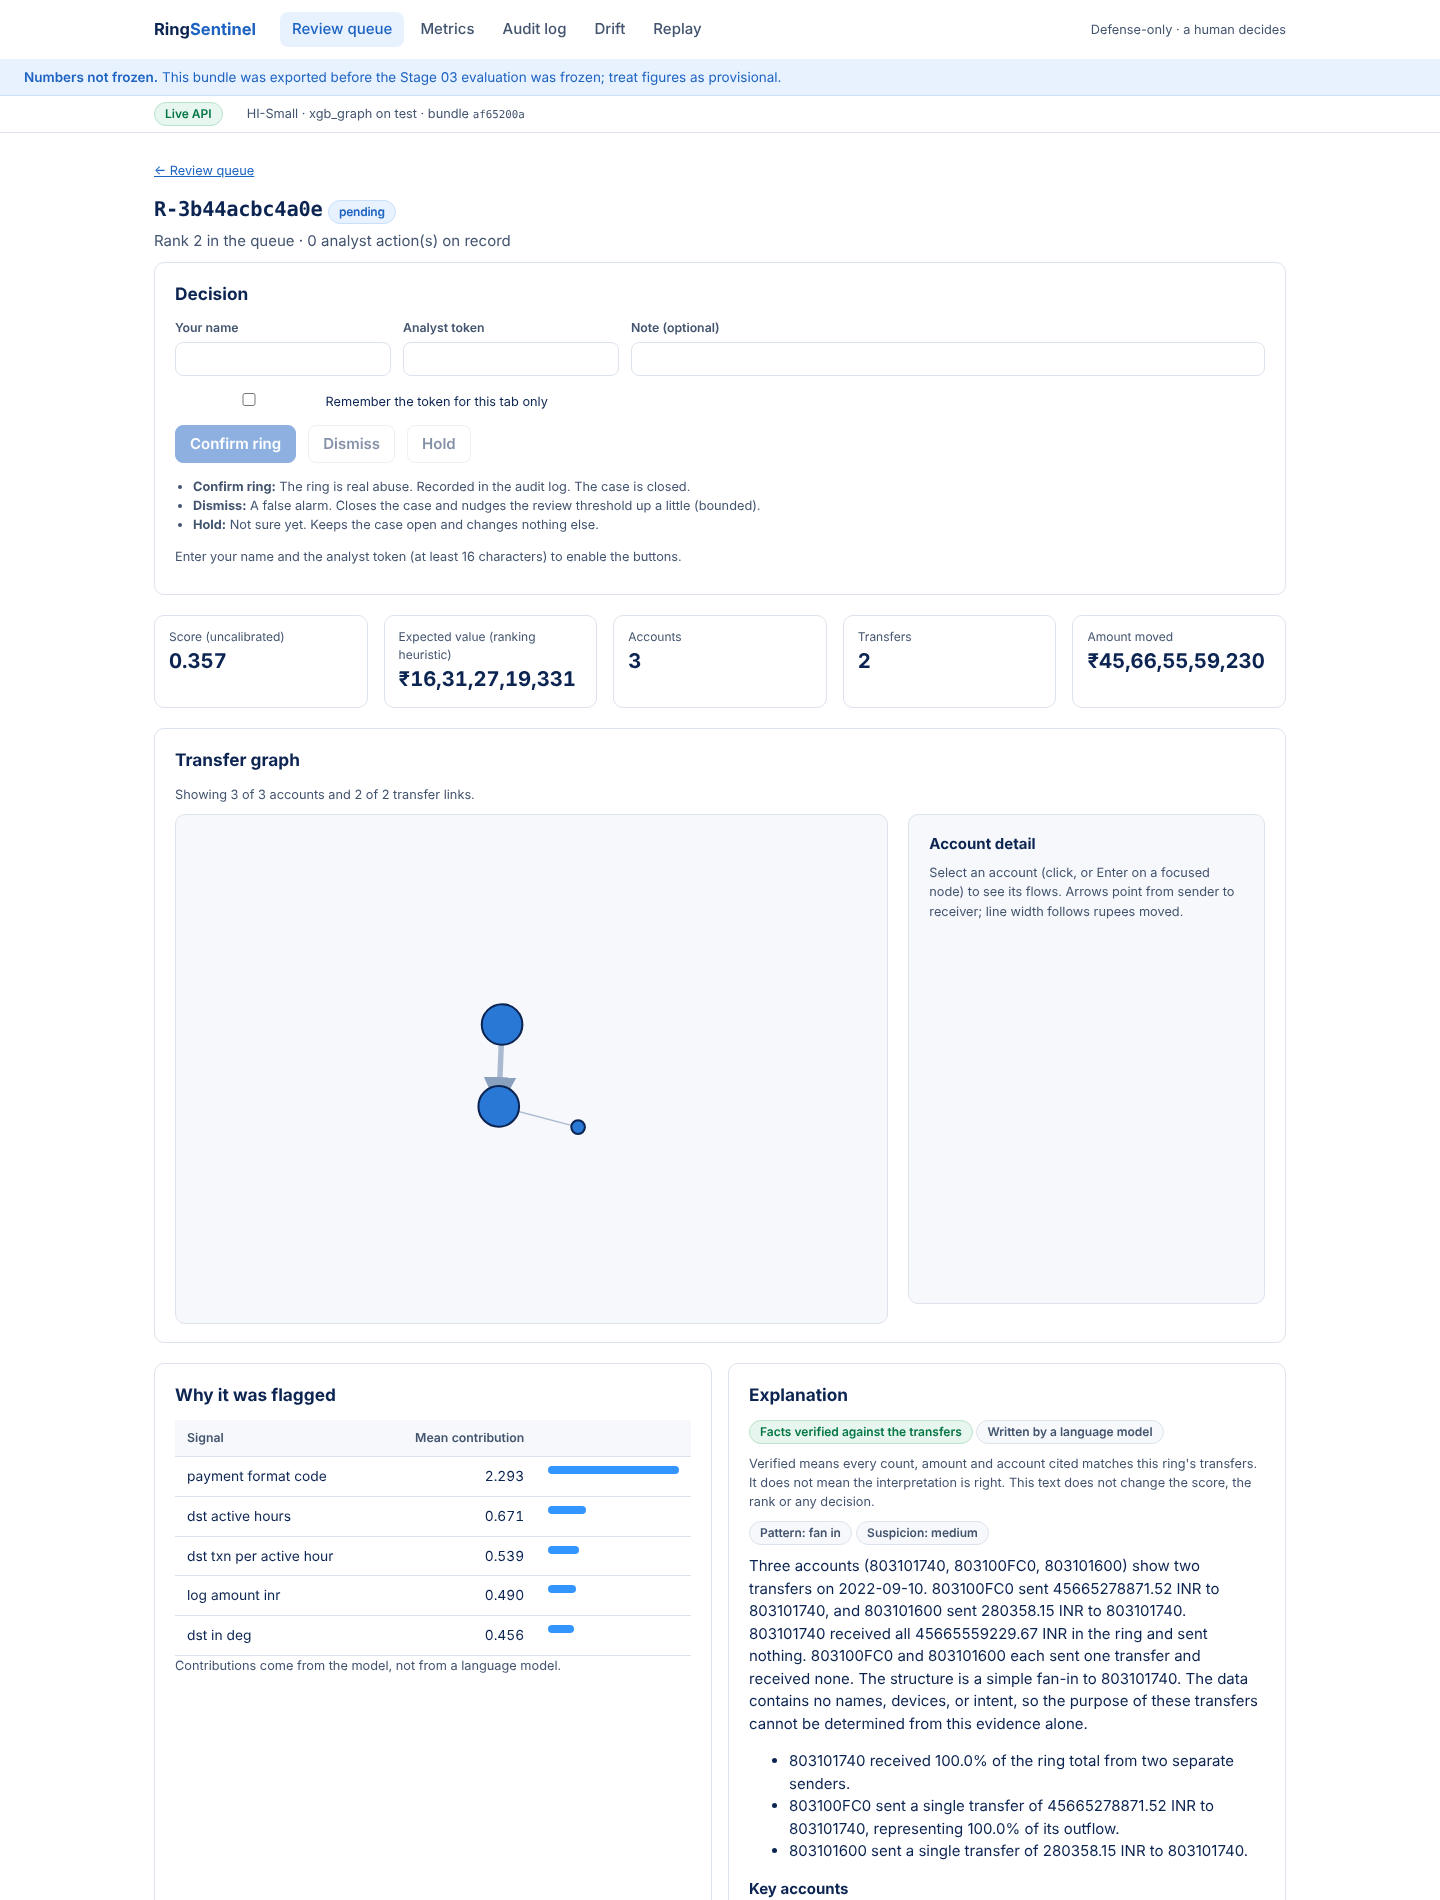 RingSentinel
Review queue
Metrics
Audit log
Drift
Replay
Defense-only · a human decides
Numbers not frozen. This bundle was exported before the Stage 03 evaluation was frozen; treat figures as provisional.
Live API
HI-Small · xgb_graph on test · bundle af65200a
← Review queue
R-3b44acbc4a0e pending
Rank 2 in the queue · 0 analyst action(s) on record
Decision
Your name
Analyst token
Note (optional)
Remember the token for this tab only
Confirm ring
Dismiss
Hold
• Confirm ring: The ring is real abuse. Recorded in the audit log. The case is closed.
• Dismiss: A false alarm. Closes the case and nudges the review threshold up a little (bounded).
• Hold: Not sure yet. Keeps the case open and changes nothing else.
Enter your name and the analyst token (at least 16 characters) to enable the buttons.
Score (uncalibrated)
0.357
Expected value (ranking
heuristic)
₹16,31,27,19,331
Accounts
3
Transfers
2
Amount moved
₹45,66,55,59,230
Transfer graph
Showing 3 of 3 accounts and 2 of 2 transfer links.
Account detail
Select an account (click, or Enter on a focused
node) to see its flows. Arrows point from sender to
receiver; line width follows rupees moved.
Why it was flagged
Signal Mean contribution
payment format code 2.293
dst active hours 0.671
dst txn per active hour 0.539
log amount inr 0.490
dst in deg 0.456
Contributions come from the model, not from a language model.
Explanation
Facts verified against the transfers
Written by a language model
Verified means every count, amount and account cited matches this ring's transfers.
It does not mean the interpretation is right. This text does not change the score, the
rank or any decision.
Pattern: fan in
Suspicion: medium
Three accounts (803101740, 803100FC0, 803101600) show two
transfers on 2022-09-10. 803100FC0 sent 45665278871.52 INR to
803101740, and 803101600 sent 280358.15 INR to 803101740.
803101740 received all 45665559229.67 INR in the ring and sent
nothing. 803100FC0 and 803101600 each sent one transfer and
received none. The structure is a simple fan-in to 803101740. The data
contains no names, devices, or intent, so the purpose of these transfers
cannot be determined from this evidence alone.
• 803101740 received 100.0% of the ring total from two separate
senders.
• 803100FC0 sent a single transfer of 45665278871.52 INR to
803101740, representing 100.0% of its outflow.
• 803101600 sent a single transfer of 280358.15 INR to 803101740.
Key accounts